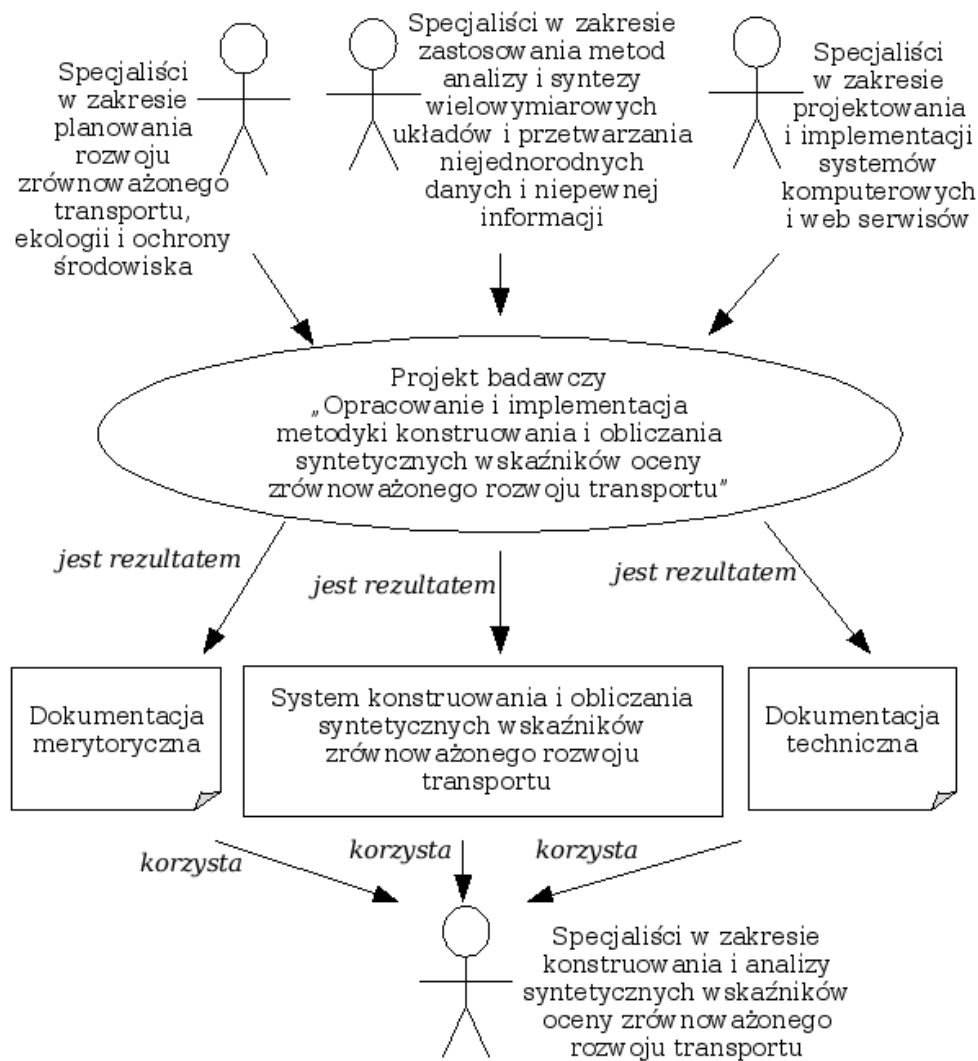 Specjaliści
w zakresie
planowania
rozwoju
zrównoważonego
transportu,
ekologii i ochrony
środowiska
Specjaliści w zakresie
zastosowania metod
analizy i syntezy
wielowymiarowych
układów i przetwarzania
niejednorodnych
danych i niepewnej
informacji
Specjaliści
w zakresie
projektowania
i implementacji
systemów
komputerowych
i web serwisów
Projekt badawczy
„Opracowanie i implementacja
metodyki konstruowania i obliczania
syntetycznych wskaźników oceny
zrównoważonego rozwoju transportu”
jest rezultatem
jest rezultatem
jest rezultatem
Dokumentacja
merytoryczna
System konstruowania i obliczania
syntetycznych wskaźników
zrównoważonego rozwoju
transportu
Dokumentacja
techniczna
korzysta
korzysta
korzysta
Specjaliści w zakresie
konstruowania i analizy
syntetycznych wskaźników
oceny zrównoważonego
rozwoju transportu